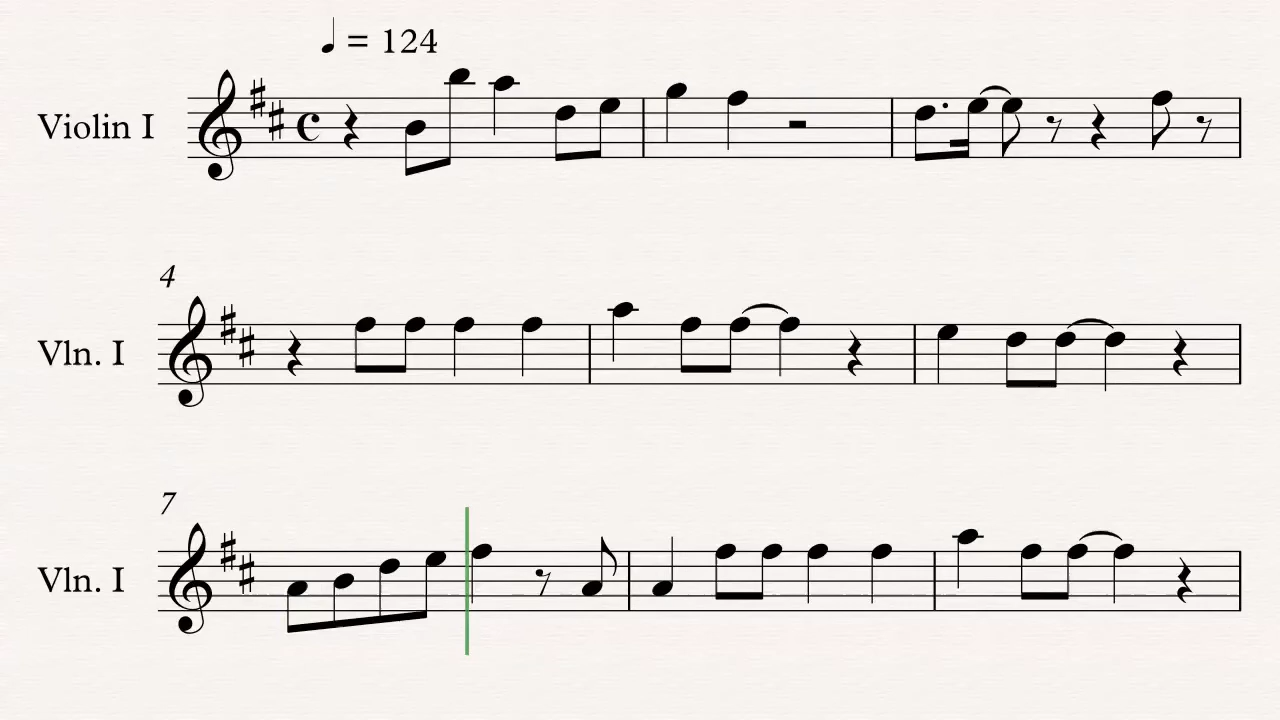 ♩ = 124
Violin I
4
Vln. I
7
Vln. I